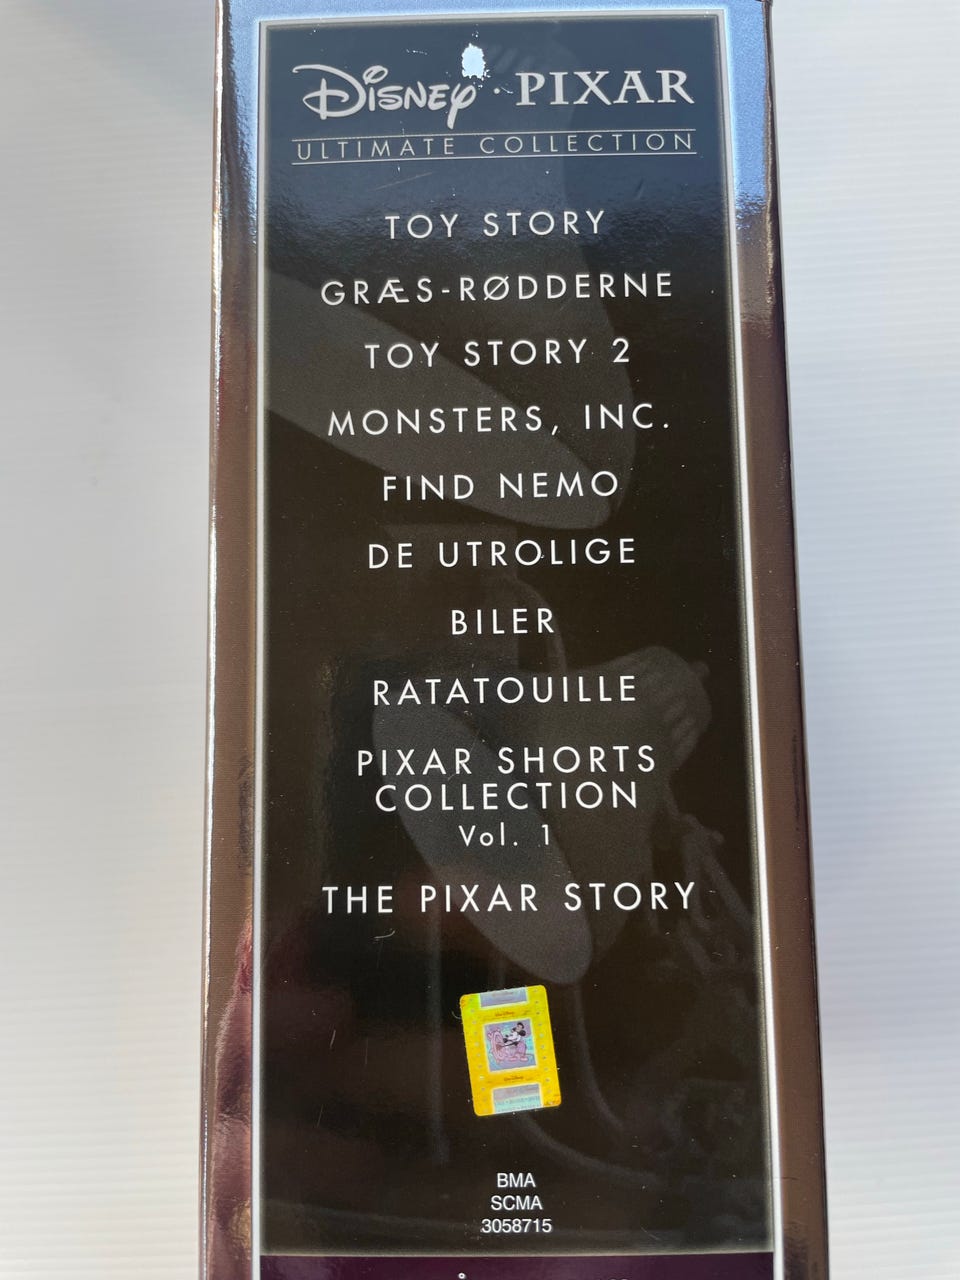 Disney · PIXAR
ULTIMATE COLLECTION
TOY STORY
GRÆS-RØDDERNE
TOY STORY 2
MONSTERS, INC.
FIND NEMO
DE UTROLIGE
BILER
RATATOUILLE
PIXAR SHORTS
COLLECTION
Vol. 1
THE PIXAR STORY
BMA
SCMA
3058715